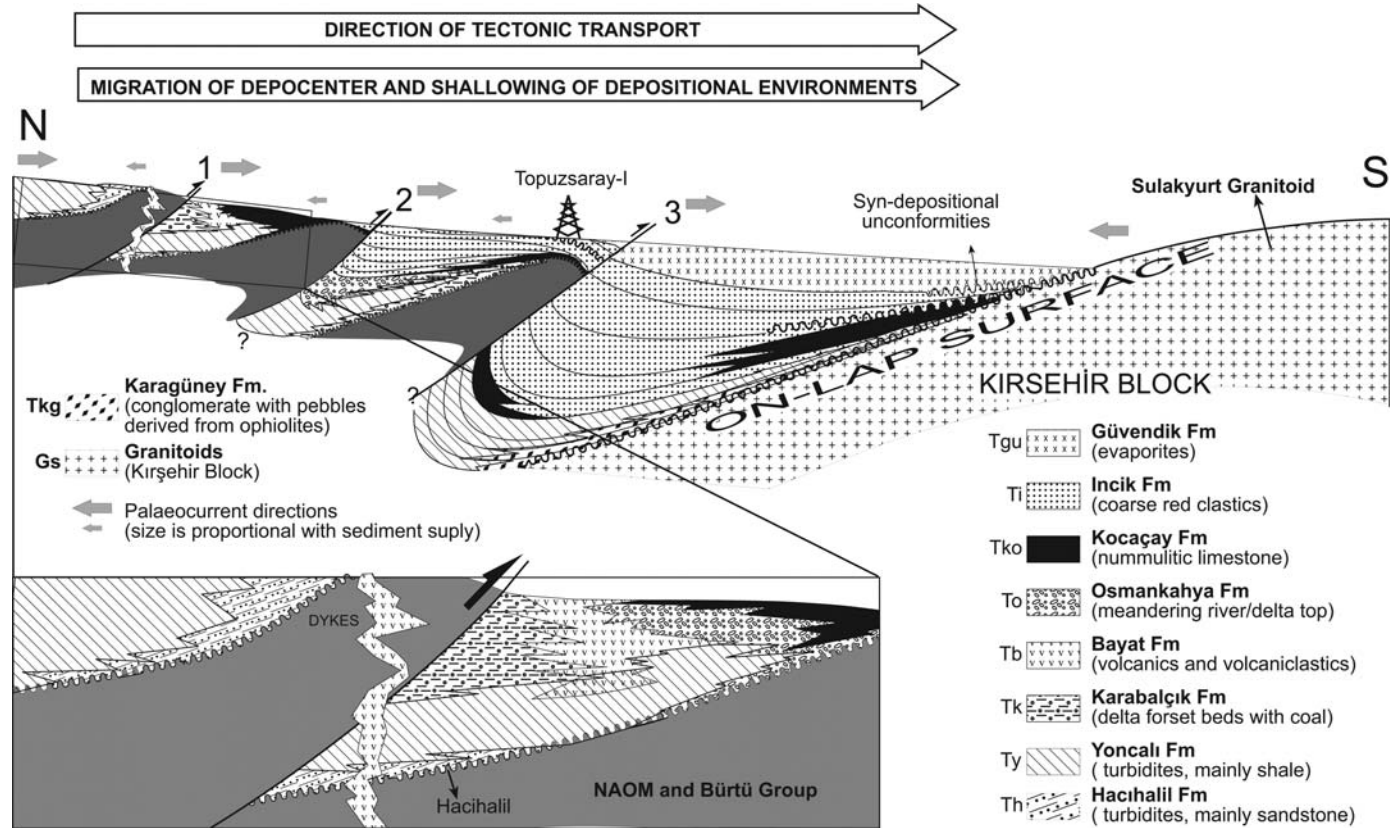 DIRECTION OF TECTONIC TRANSPORT
MIGRATION OF DEPOCENTER AND SHALLOWING OF DEPOSITIONAL ENVIRONMENTS
N
S
1
2
3
Topuzsaray-I
Syn-depositional
unconformities
Sulakyurt Granitoid
ON-LAP SURFACE
KIRSEHİR BLOCK
?
?
Tkg
Karagüney Fm.
(conglomerate with pebbles
derived from ophiolites)
Gs
Granitoids
(Kırşehir Block)
Palaeocurrent directions
(size is proportional with sediment suply)
Tgu
Güvendik Fm
(evaporites)
Ti
Incik Fm
(coarse red clastics)
Tko
Kocaçay Fm
(nummulitic limestone)
To
Osmankahya Fm
(meandering river/delta top)
Tb
Bayat Fm
(volcanics and volcaniclastics)
Tk
Karabalçık Fm
(delta forset beds with coal)
Ty
Yoncalı Fm
( turbidites, mainly shale)
Th
Hacıhalil Fm
( turbidites, mainly sandstone)
DYKES
Hacihalil
NAOM and Bürtü Group